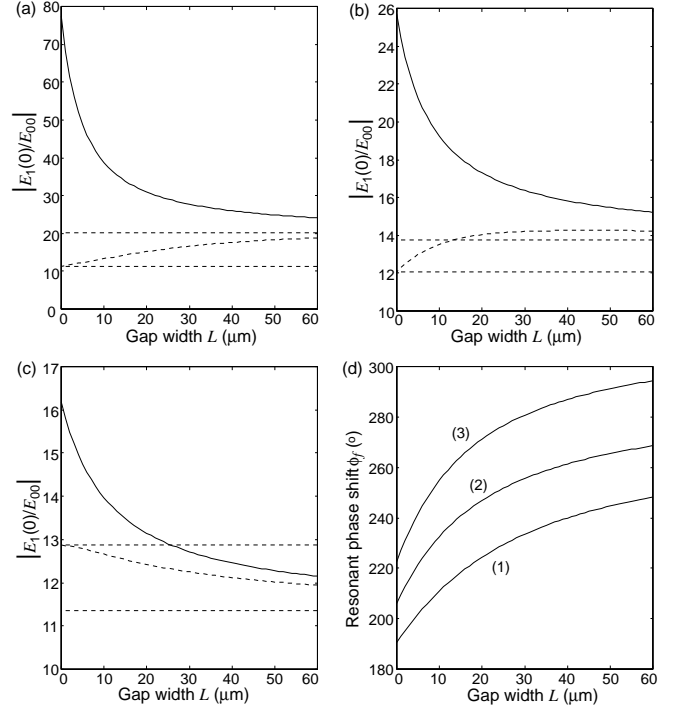 (a)
80
70
60
50
40
30
20
10
0
|E₁(0)/E₀₀|
0 10 20 30 40 50 60
Gap width L (μm)
(b)
26
24
22
20
18
16
14
12
10
|E₁(0)/E₀₀|
0 10 20 30 40 50 60
Gap width L (μm)
(c)
17
16
15
14
13
12
11
10
|E₁(0)/E₀₀|
0 10 20 30 40 50 60
Gap width L (μm)
(d)
300
280
260
240
220
200
180
Resonant phase shift ϕf (°)
(3)
(2)
(1)
0 10 20 30 40 50 60
Gap width L (μm)